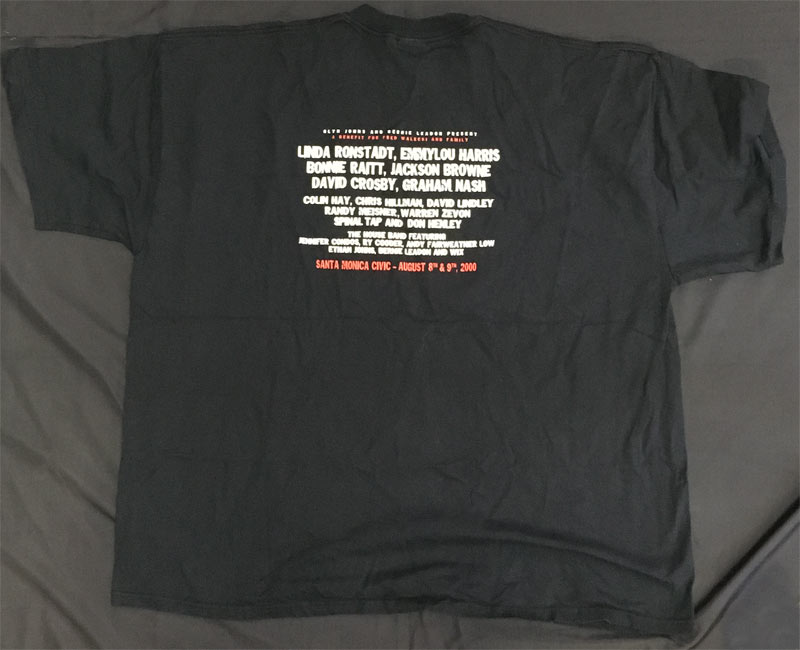 GLYN JOHNS AND BERNIE LEADON PRESENT
A BENEFIT FOR FRED WALECKI AND FAMILY
LINDA RONSTADT, EMMYLOU HARRIS
BONNIE RAITT, JACKSON BROWNE
DAVID CROSBY, GRAHAM NASH
COLIN HAY, CHRIS HILLMAN, DAVID LINDLEY
RANDY MEISNER, WARREN ZEVON
SPINAL TAP AND DON HENLEY
THE HOUSE BAND FEATURING
JENNIFER CONDOS, RY COODER, ANDY FAIRWEATHER LOW
ETHAN JOHNS, BERNIE LEADON AND WIX
SANTA MONICA CIVIC - AUGUST 8TH & 9TH, 2000